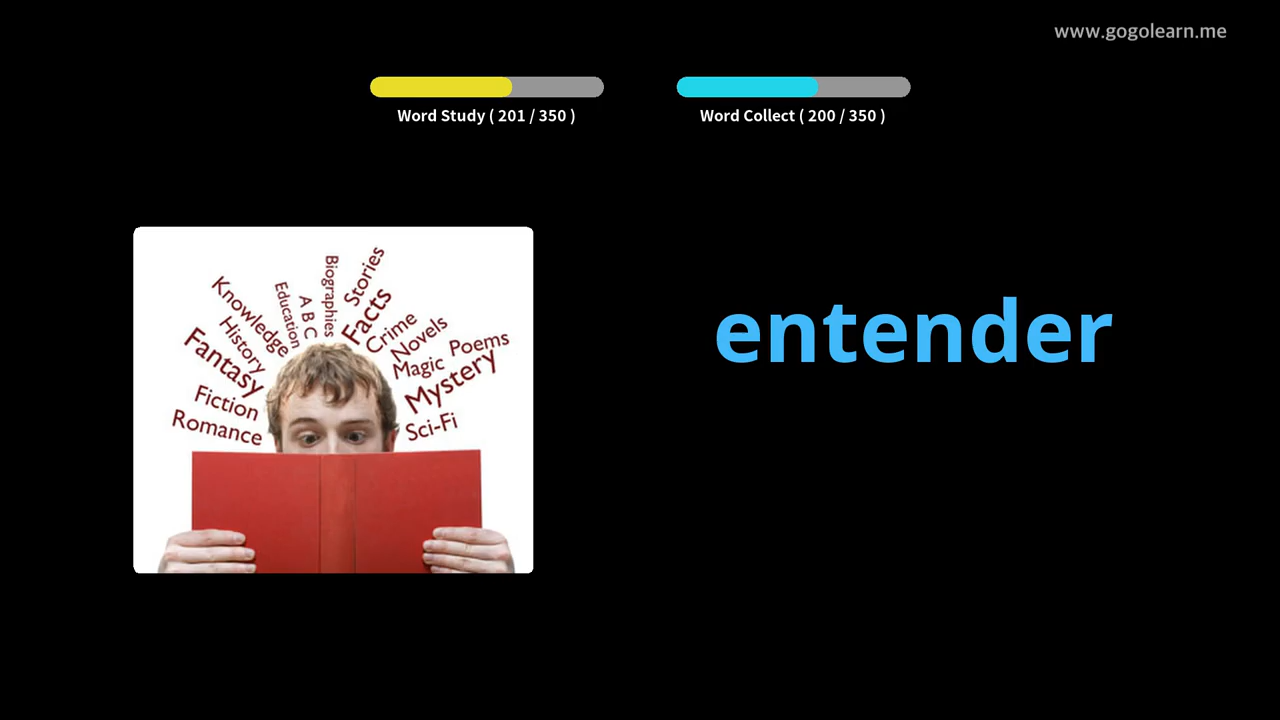 www.gogolearn.me
Word Study ( 201 / 350 )
Word Collect ( 200 / 350 )
Biographies
Stories
Education
A B C
Facts
Knowledge
Crime
Novels
History
Poems
Fantasy
Magic
Mystery
Fiction
Romance
Sci-Fi
entender